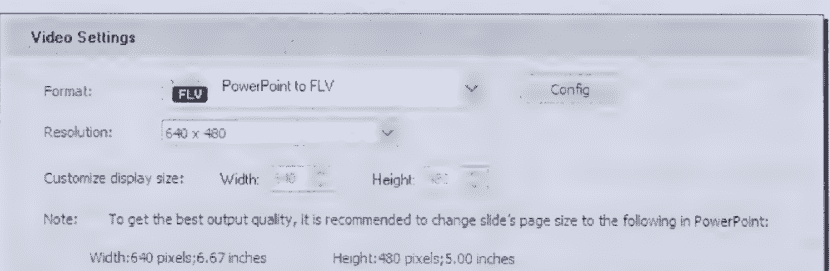 Video Settings
Format: FLV PowerPoint to FLV Config
Resolution: 640 x 480
Customize display size: Width: 640 Height: 480
Note: To get the best output quality, it is recommended to change slide's page size to the following in PowerPoint:
Width:640 pixels;6.67 inches Height:480 pixels;5.00 inches